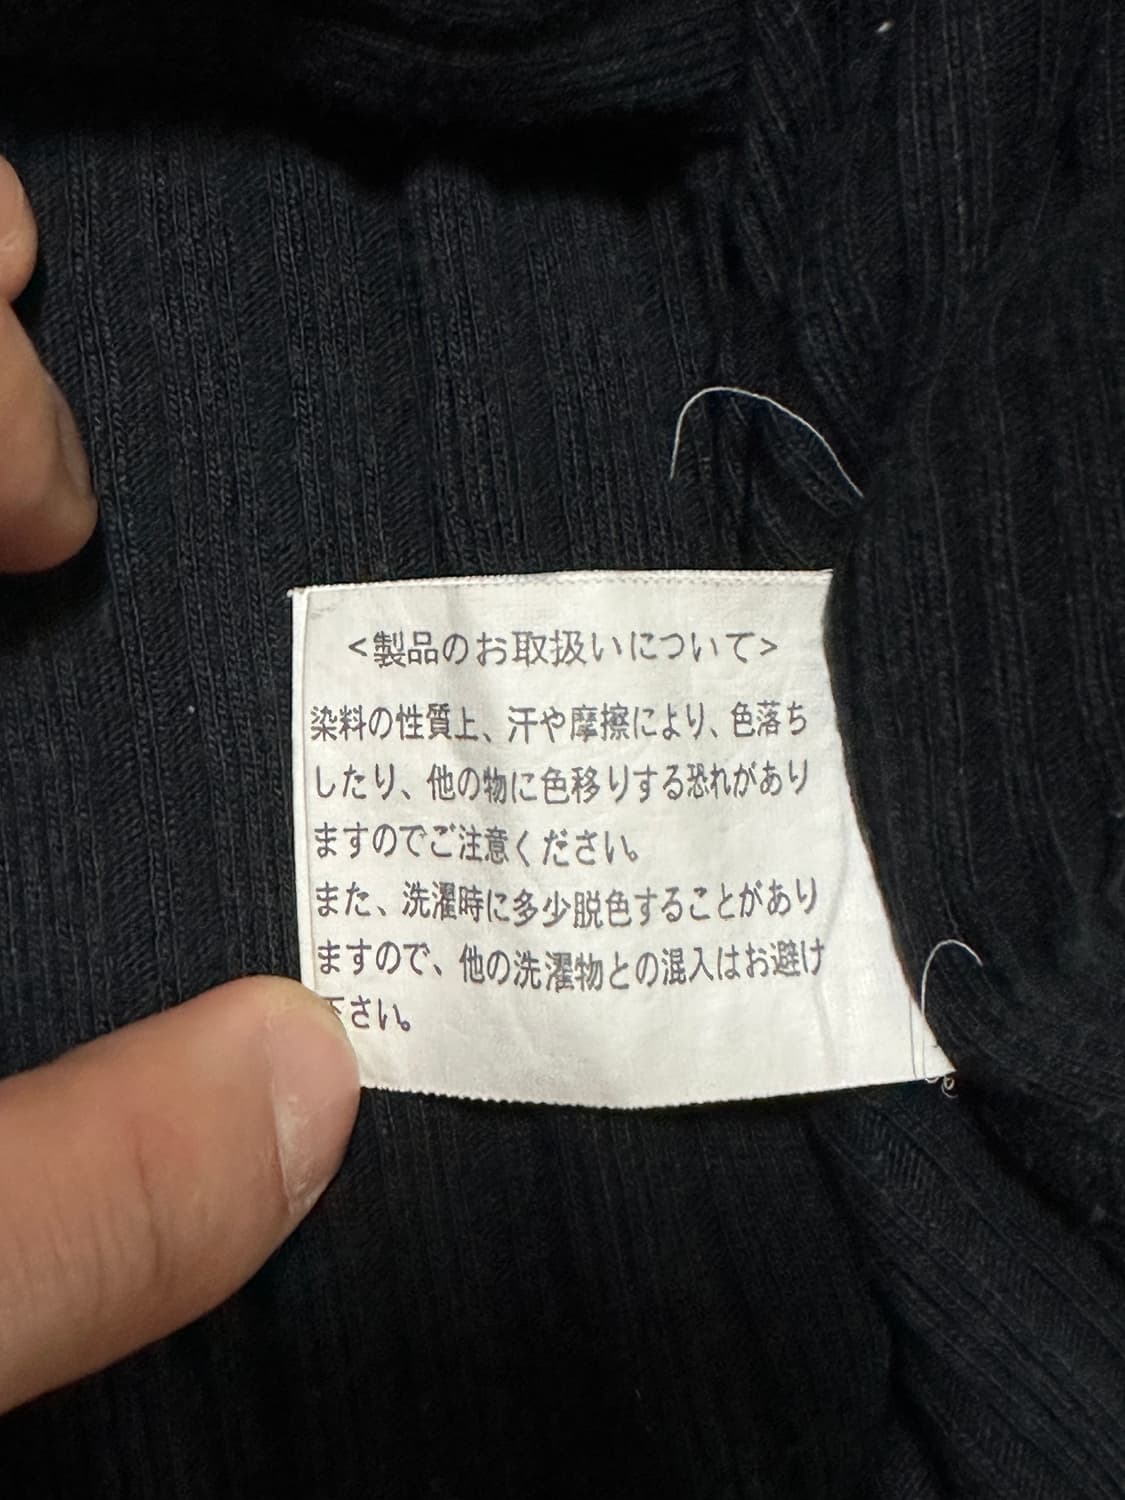 <製品のお取扱いについて>
染料の性質上、汗や摩擦により、色落ち
したり、他の物に色移りする恐れがあり
ますのでご注意ください。
また、洗濯時に多少脱色することがあり
ますので、他の洗濯物との混入はお避け
下さい。